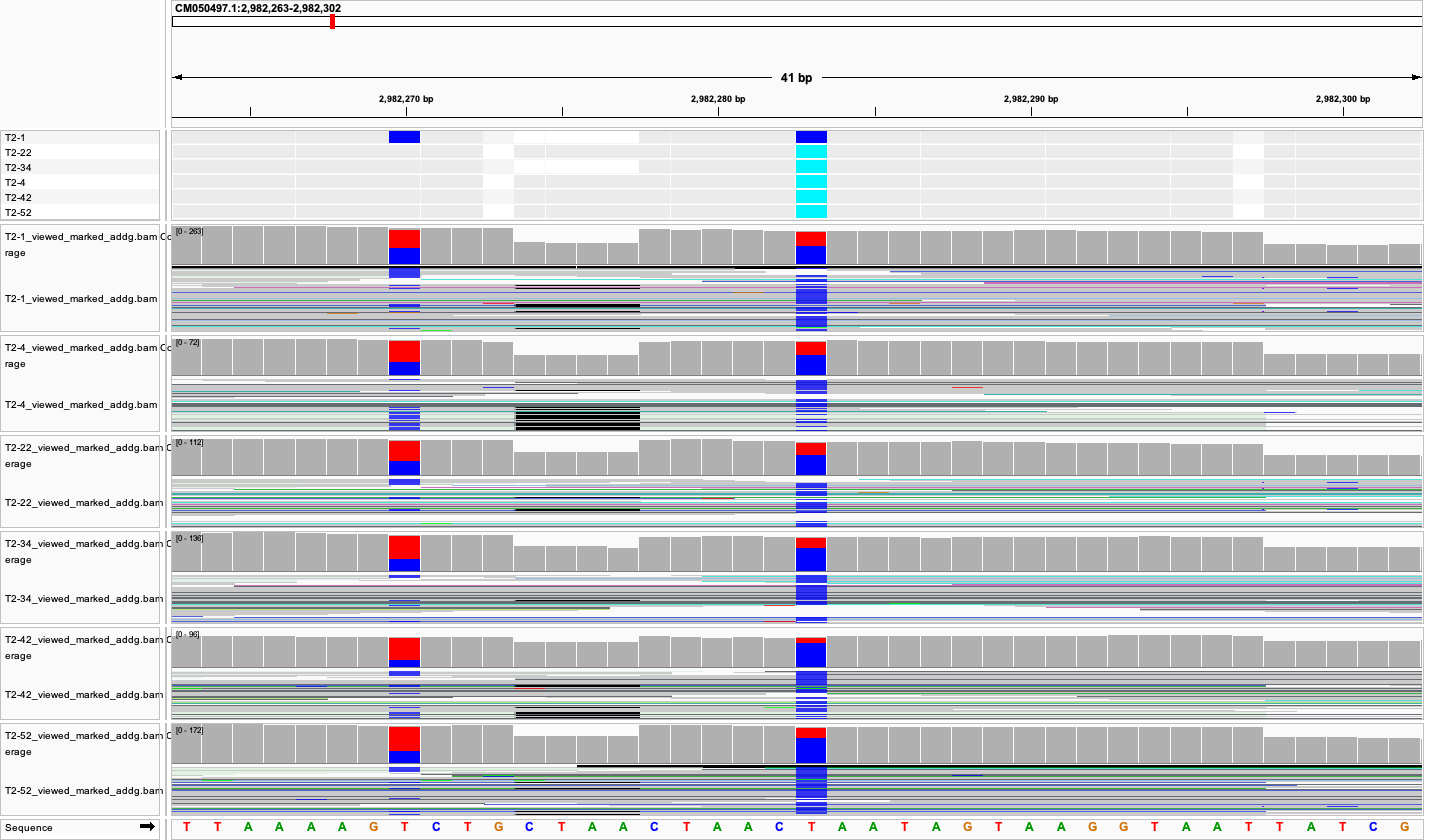 CM050497.1:2,982,263-2,982,302
41 bp
2,982,270 bp 2,982,280 bp 2,982,290 bp 2,982,300 bp
T2-1
T2-22
T2-34
T2-4
T2-42
T2-52
T2-1_viewed_marked_addg.bam Co
rage
[0 - 263]
T2-1_viewed_marked_addg.bam
T2-4_viewed_marked_addg.bam Co
rage
[0 - 72]
T2-4_viewed_marked_addg.bam
T2-22_viewed_marked_addg.bam C
erage
[0 - 112]
T2-22_viewed_marked_addg.bam
T2-34_viewed_marked_addg.bam C
erage
[0 - 136]
T2-34_viewed_marked_addg.bam
T2-42_viewed_marked_addg.bam C
erage
[0 - 96]
T2-42_viewed_marked_addg.bam
T2-52_viewed_marked_addg.bam C
erage
[0 - 172]
T2-52_viewed_marked_addg.bam
Sequence T T A A A A G T C T G C T A A C T A A C T A A T A G T A A G G T A A T T A T C G